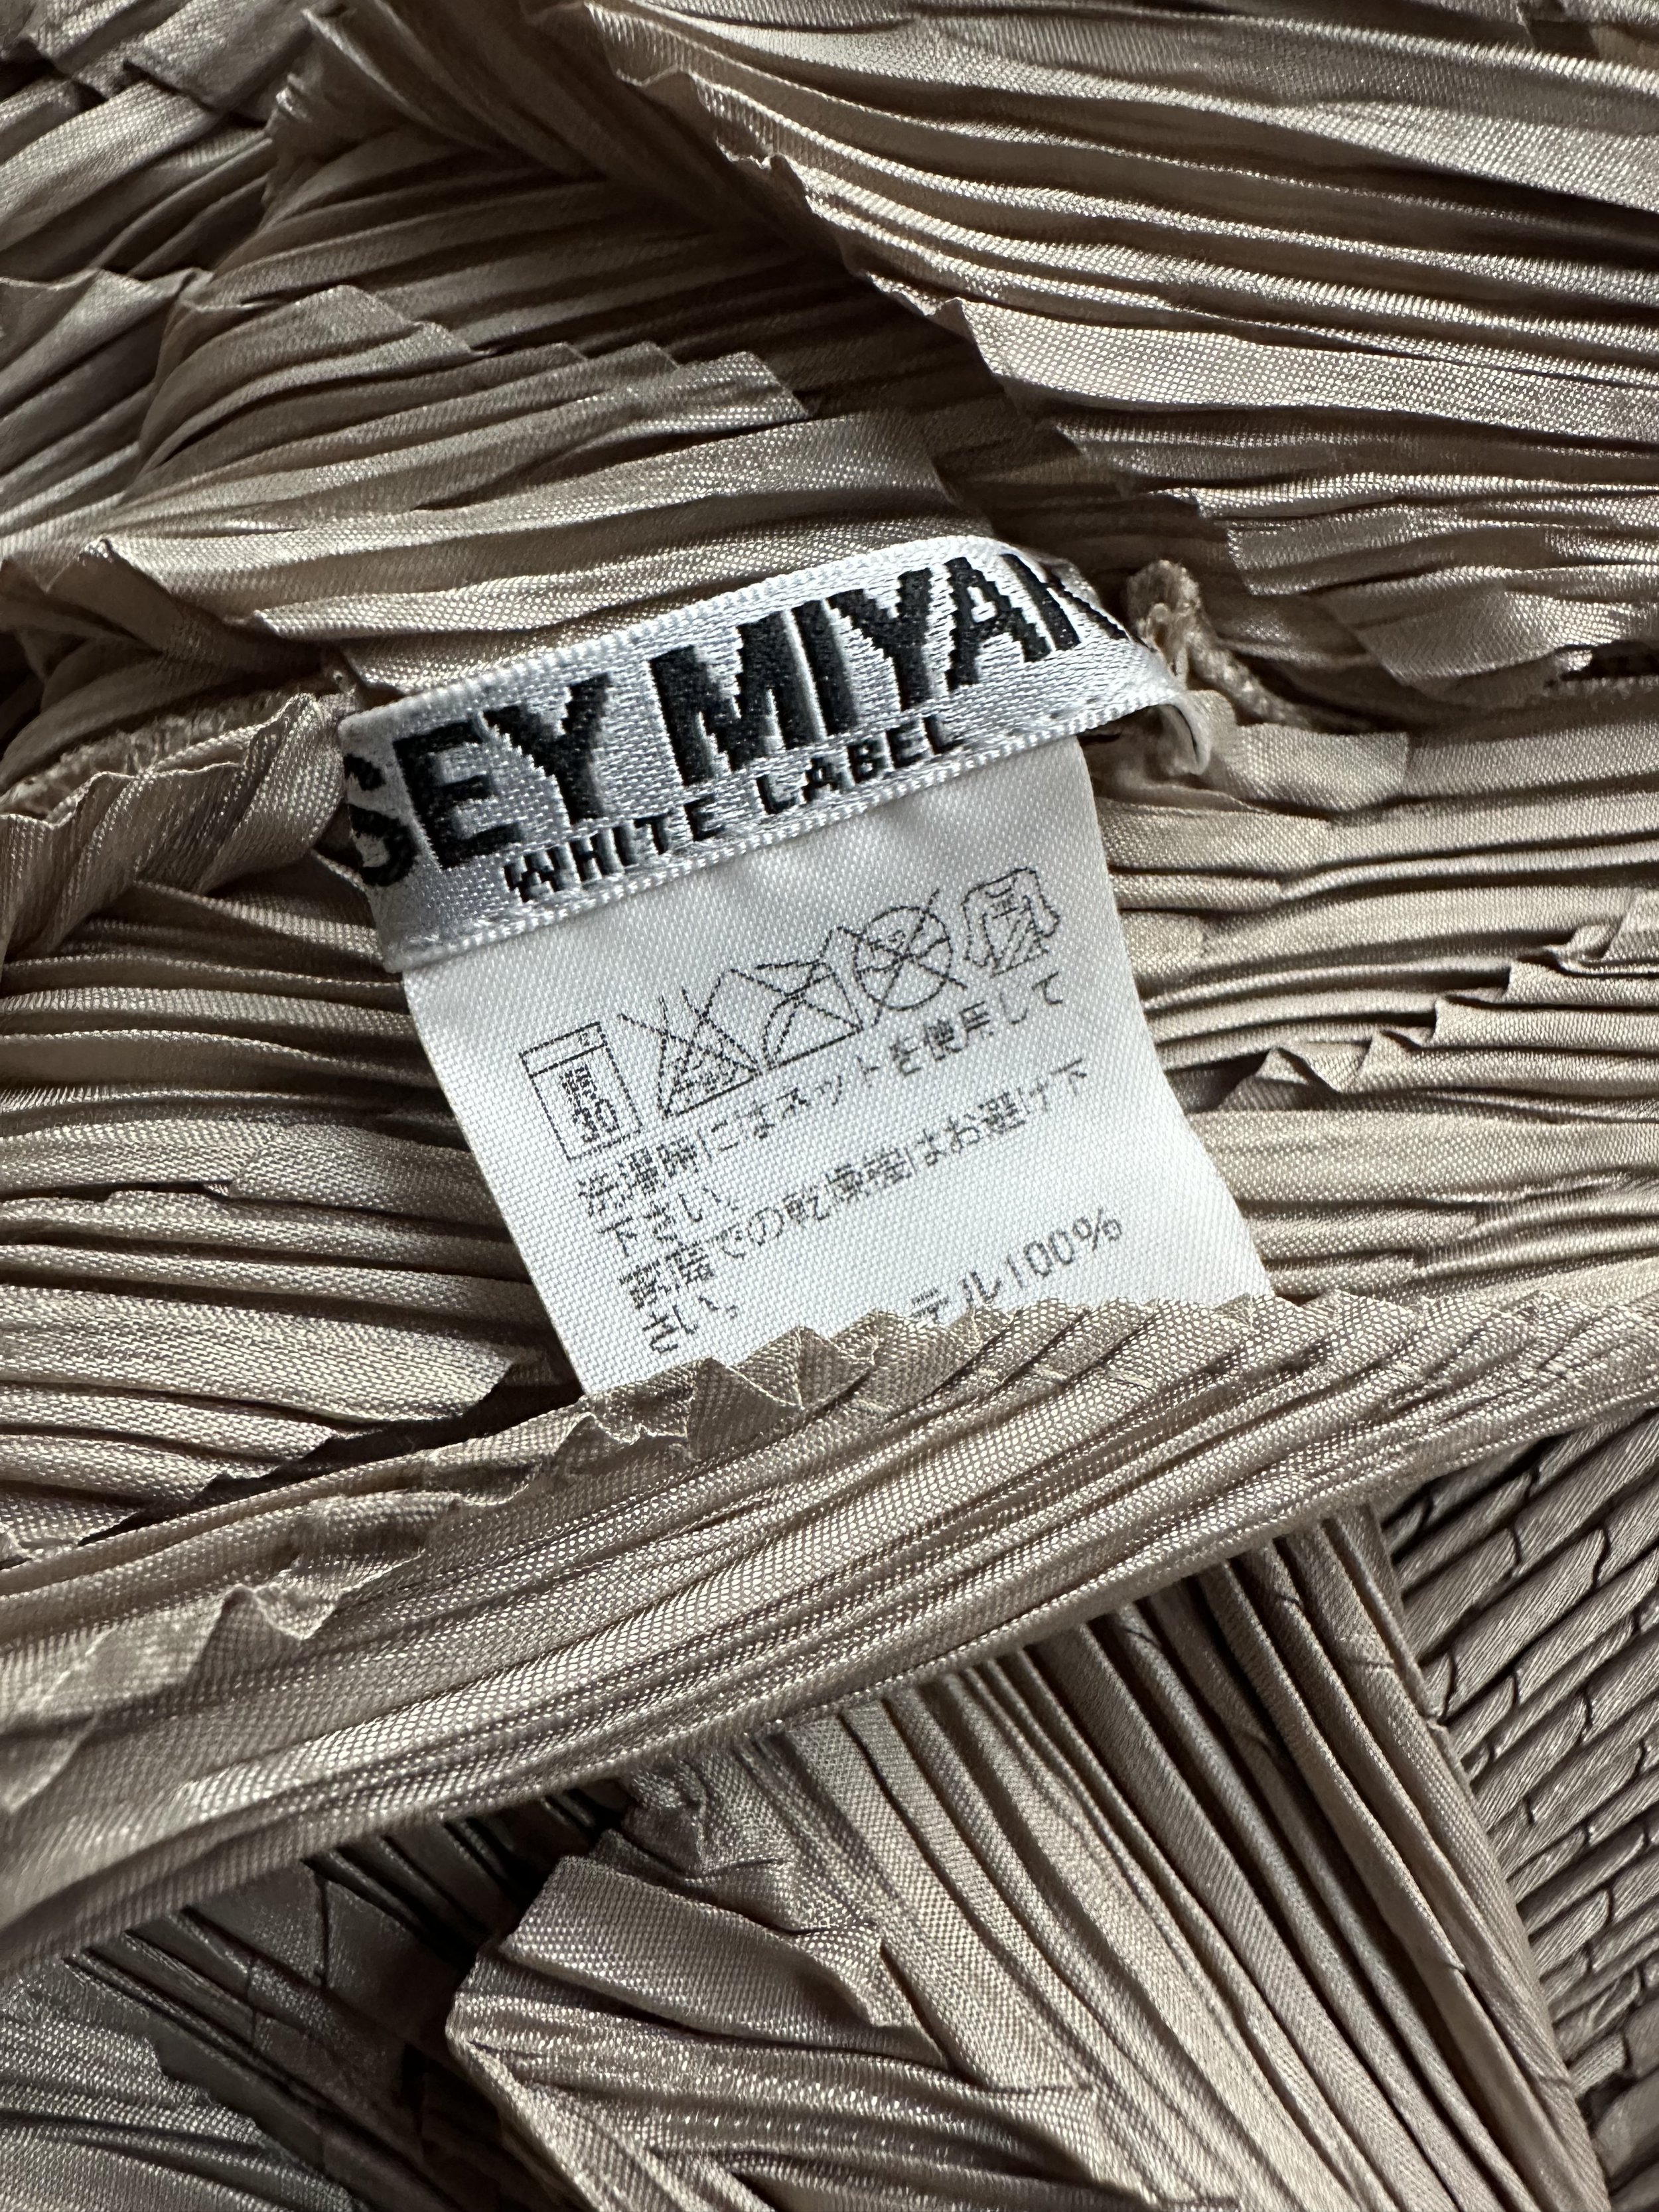 SEY MIYAK
WHITE LABEL
弱
30
洗濯時にはネットを使用して
下さい、
家庭での乾燥機はお避け下
さい、
テル100%